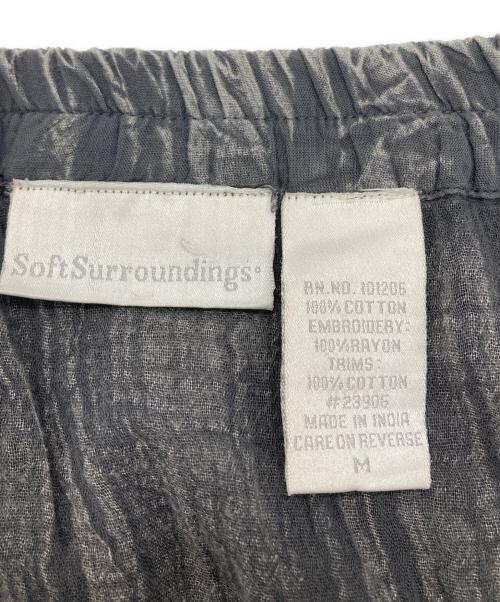 SoftSurroundings®
RN.NO. 101206
100% COTTON
EMBROIDERY:
100% RAYON
TRIMS:
100% COTTON
#23906
MADE IN INDIA
CARE ON REVERSE
M